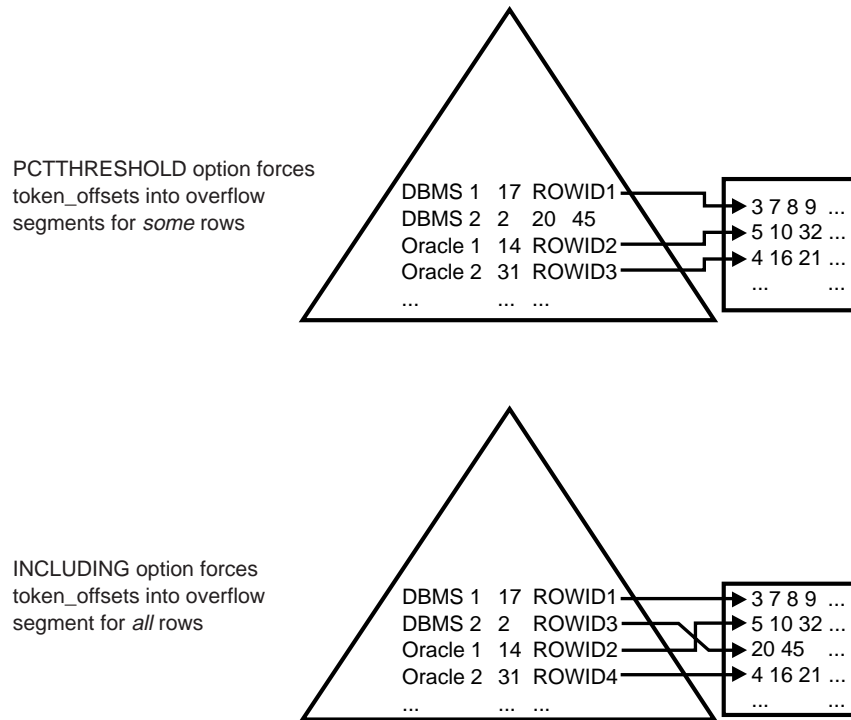 PCTTHRESHOLD option forces
token_offsets into overflow
segments for some rows
DBMS 1 17 ROWID1
DBMS 2 2 20 45
Oracle 1 14 ROWID2
Oracle 2 31 ROWID3
... ... ...
3 7 8 9 ...
5 10 32 ...
4 16 21 ...
... ...
INCLUDING option forces
token_offsets into overflow
segment for all rows
DBMS 1 17 ROWID1
DBMS 2 2 ROWID3
Oracle 1 14 ROWID2
Oracle 2 31 ROWID4
... ... ...
3 7 8 9 ...
5 10 32 ...
20 45 ...
4 16 21 ...
... ...